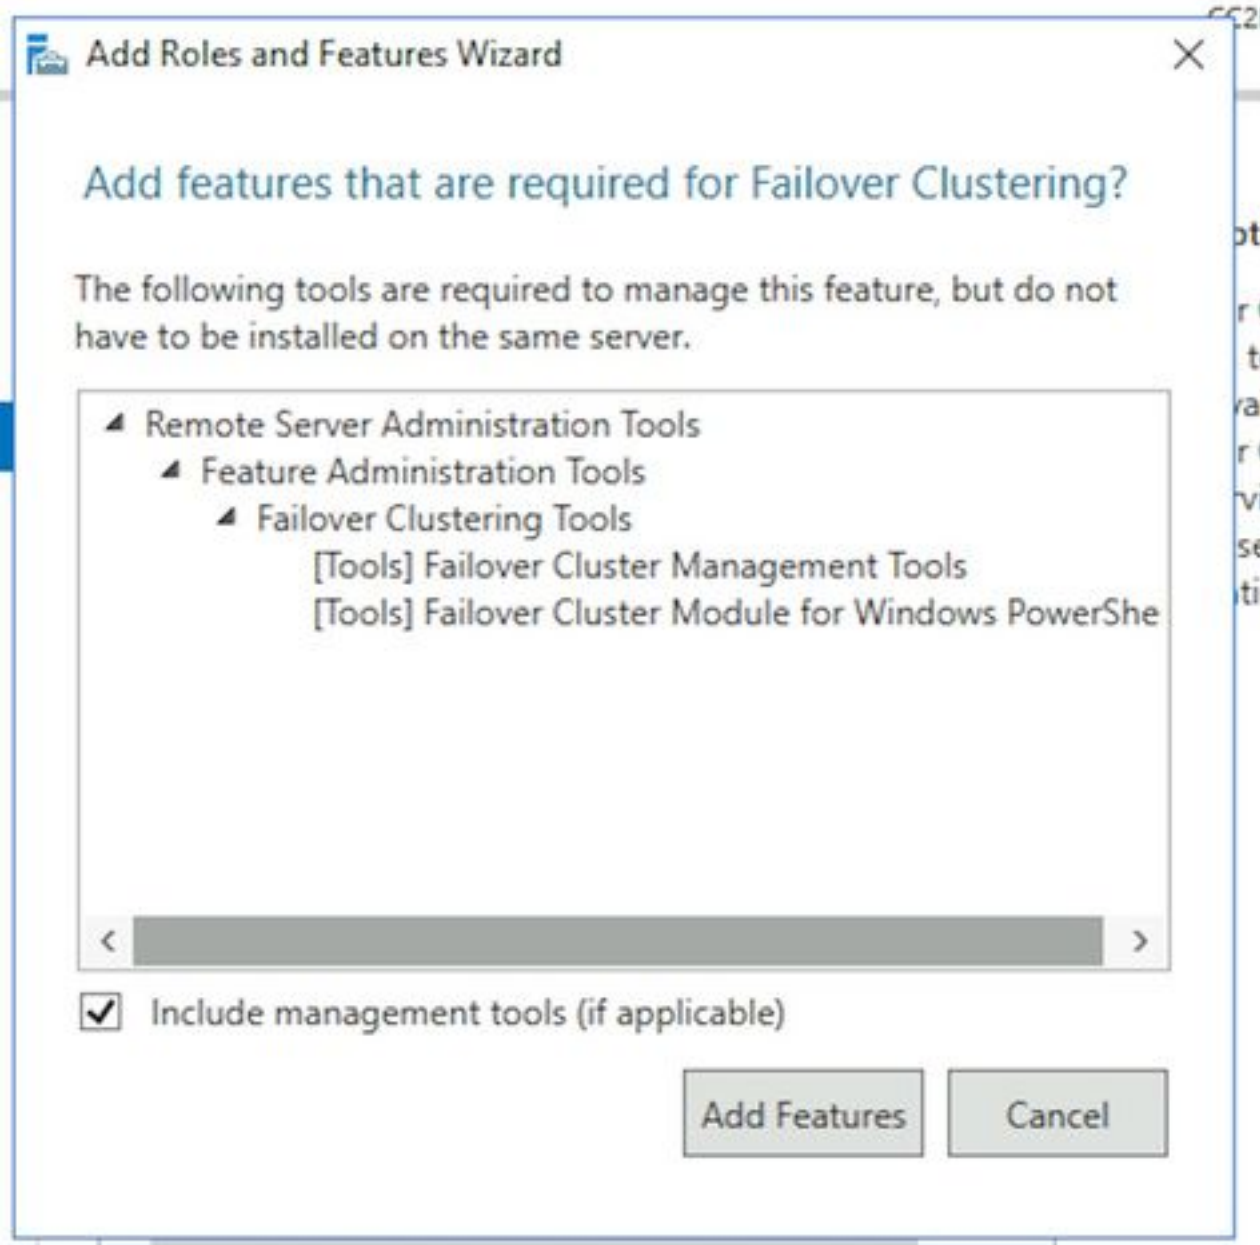 Add Roles and Features Wizard
Add features that are required for Failover Clustering?
The following tools are required to manage this feature, but do not
have to be installed on the same server.
Remote Server Administration Tools
Feature Administration Tools
Failover Clustering Tools
[Tools] Failover Cluster Management Tools
[Tools] Failover Cluster Module for Windows PowerShe
Include management tools (if applicable)
Add Features
Cancel